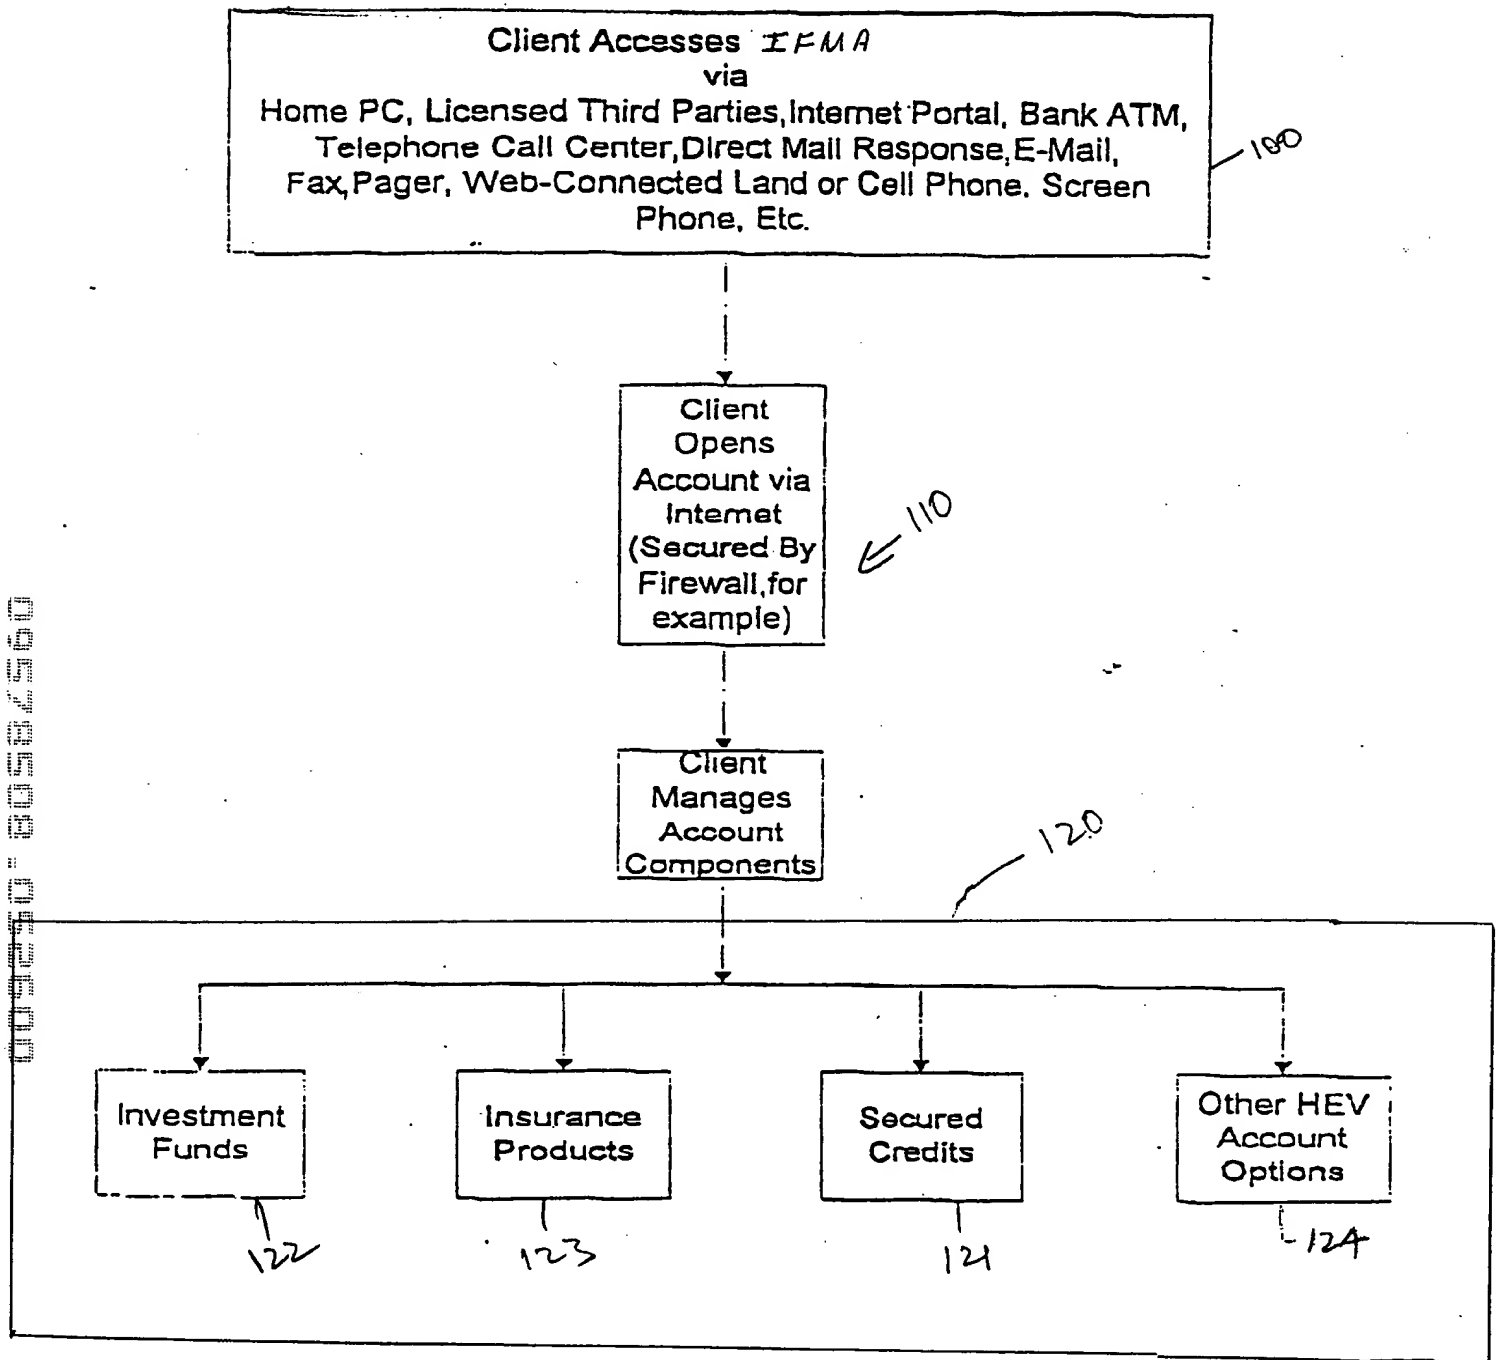 Client Accesses IFMA
via
Home PC, Licensed Third Parties,Internet Portal, Bank ATM,
Telephone Call Center,Direct Mail Response,E-Mail,
Fax,Pager, Web-Connected Land or Cell Phone. Screen
Phone, Etc.
100
Client
Opens
Account via
Internet
(Secured By
Firewall,for
example)
110
Client
Manages
Account
Components
120
Investment
Funds
Insurance
Products
Secured
Credits
Other HEV
Account
Options
122
123
121
124
09578508.052600